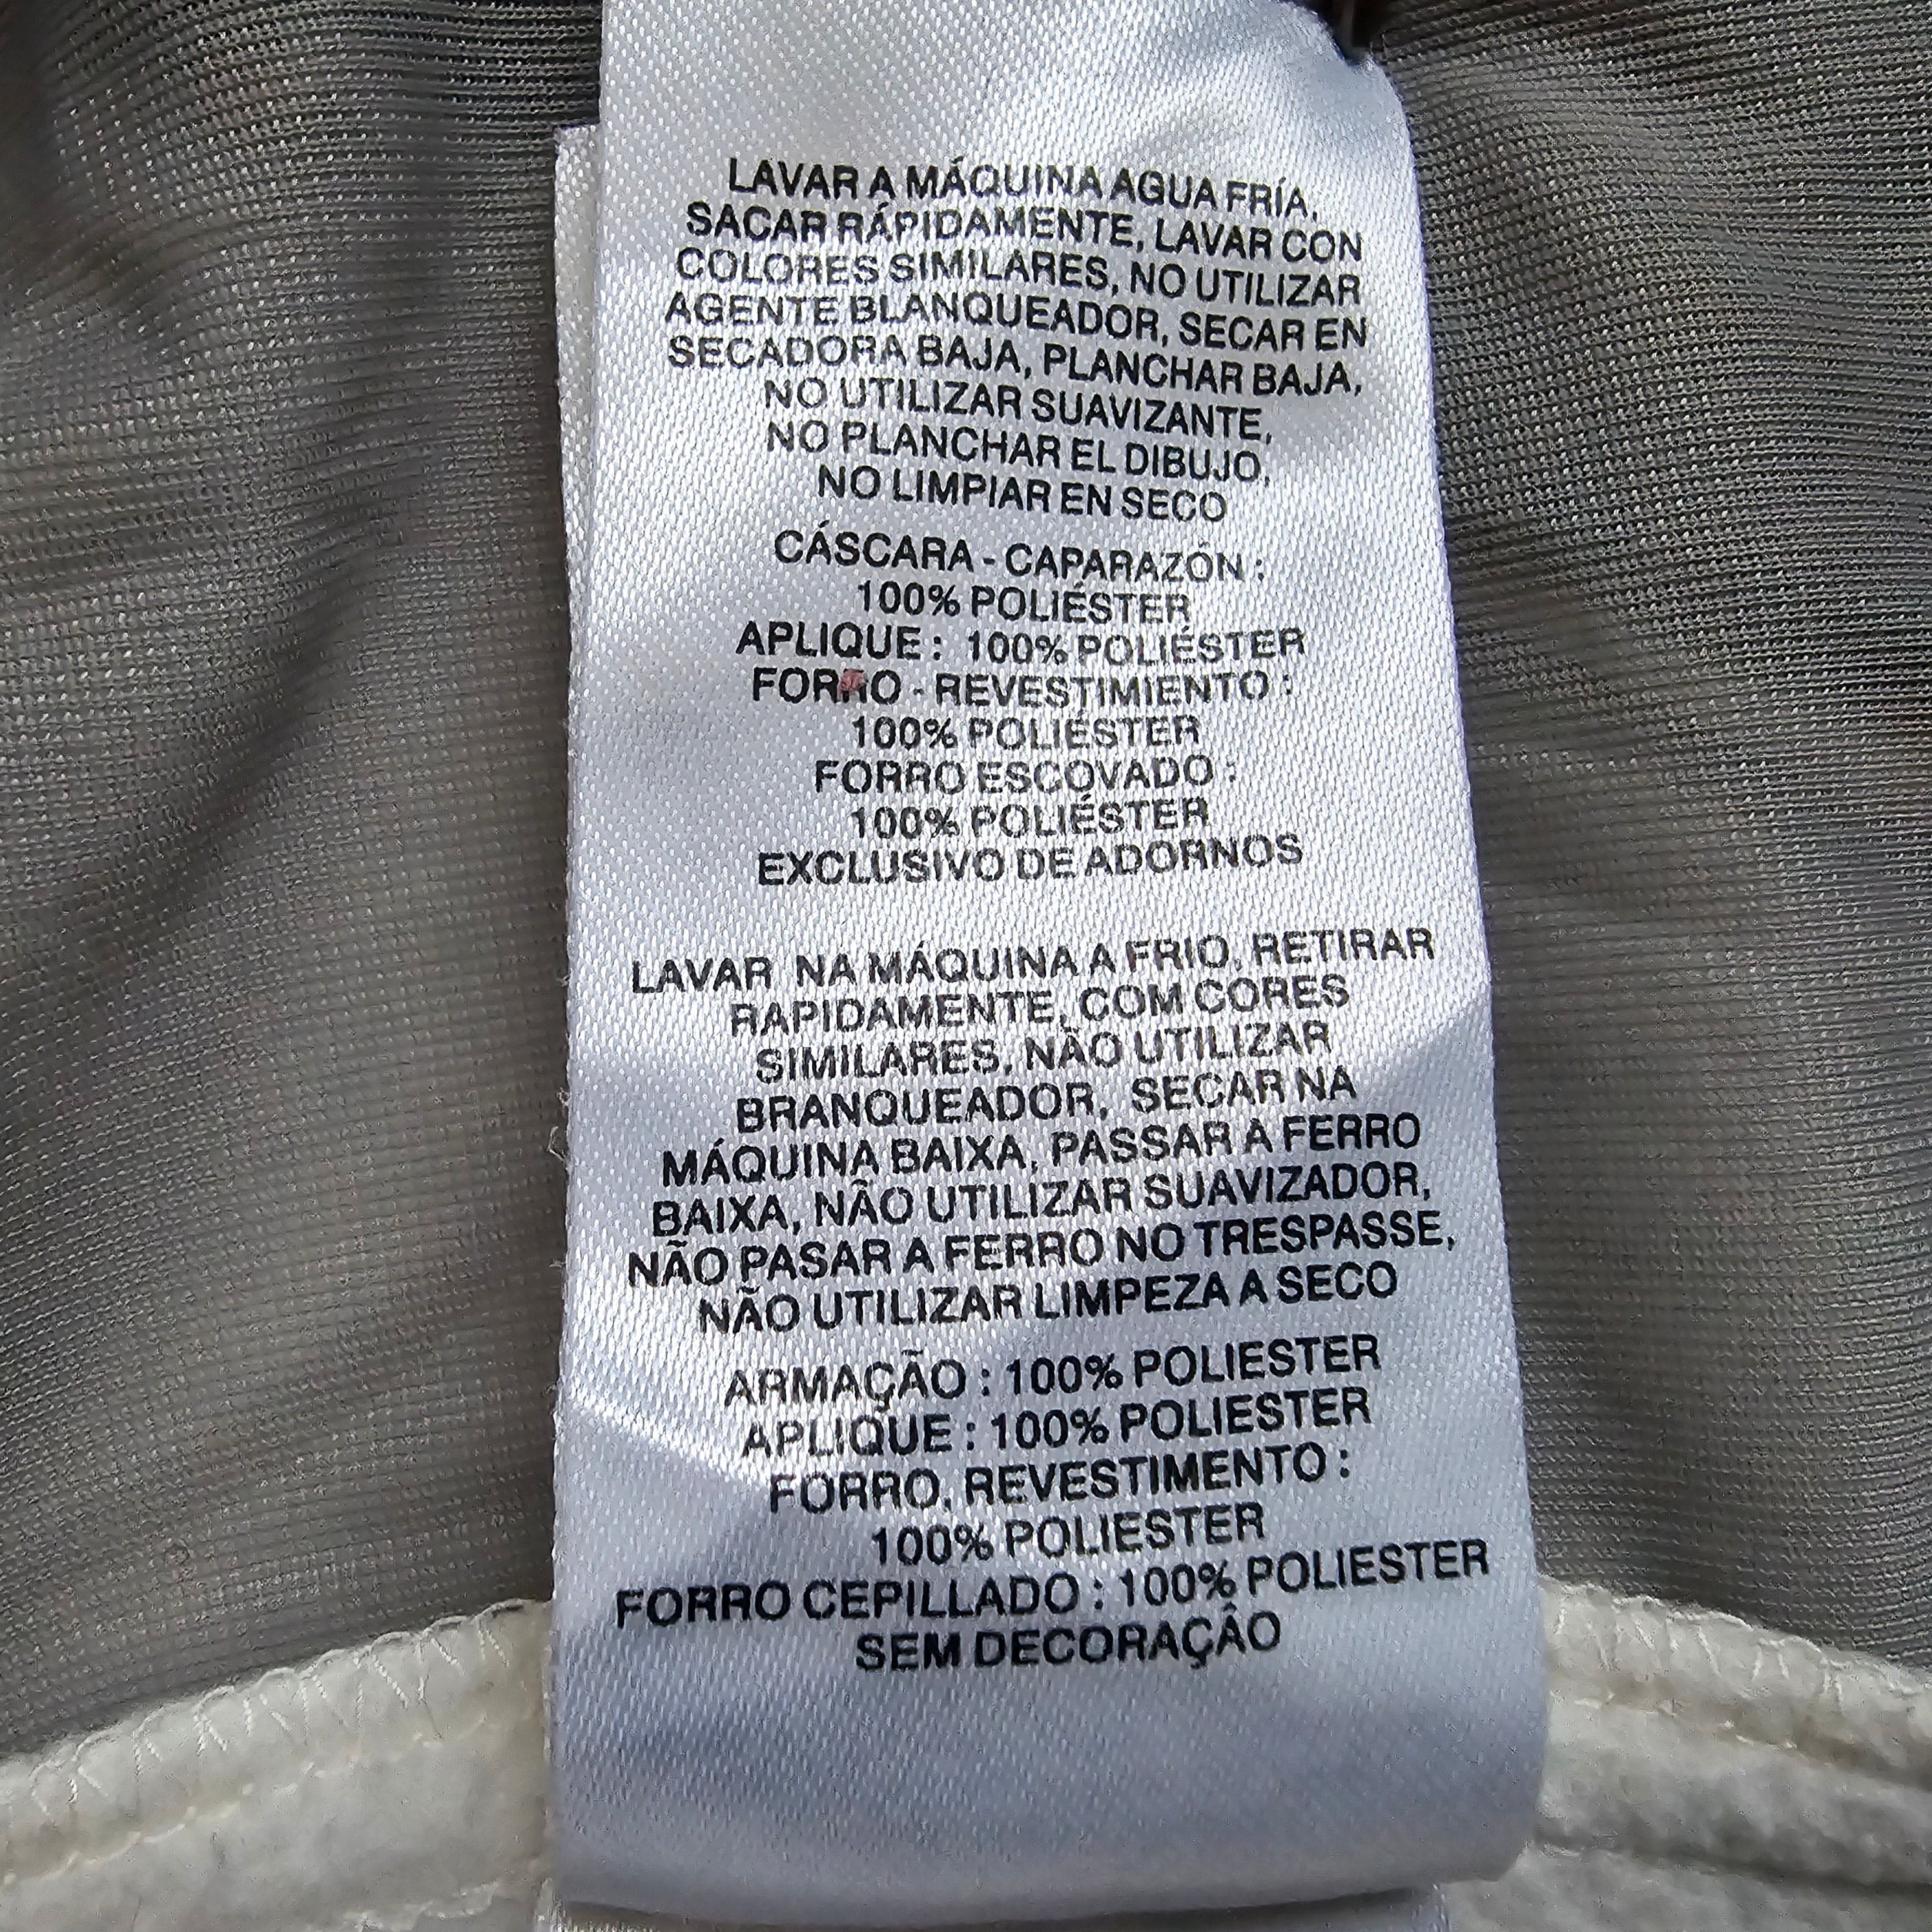 LAVAR A MÁQUINA AGUA FRÍA,
SACAR RÁPIDAMENTE, LAVAR CON
COLORES SIMILARES, NO UTILIZAR
AGENTE BLANQUEADOR, SECAR EN
SECADORA BAJA, PLANCHAR BAJA,
NO UTILIZAR SUAVIZANTE,
NO PLANCHAR EL DIBUJO,
NO LIMPIAR EN SECO
CÁSCARA - CAPARAZÓN :
100% POLIÉSTER
APLIQUE : 100% POLIÉSTER
FORRO - REVESTIMIENTO :
100% POLIÉSTER
FORRO ESCOVADO :
100% POLIÉSTER
EXCLUSIVO DE ADORNOS
LAVAR NA MÁQUINA A FRIO, RETIRAR
RAPIDAMENTE, COM CORES
SIMILARES, NÃO UTILIZAR
BRANQUEADOR, SECAR NA
MÁQUINA BAIXA, PASSAR A FERRO
BAIXA, NÃO UTILIZAR SUAVIZADOR,
NÃO PASAR A FERRO NO TRESPASSE,
NÃO UTILIZAR LIMPEZA A SECO
ARMAÇÃO : 100% POLIESTER
APLIQUE : 100% POLIESTER
FORRO, REVESTIMENTO :
100% POLIESTER
FORRO CEPILLADO : 100% POLIESTER
SEM DECORAÇÃO